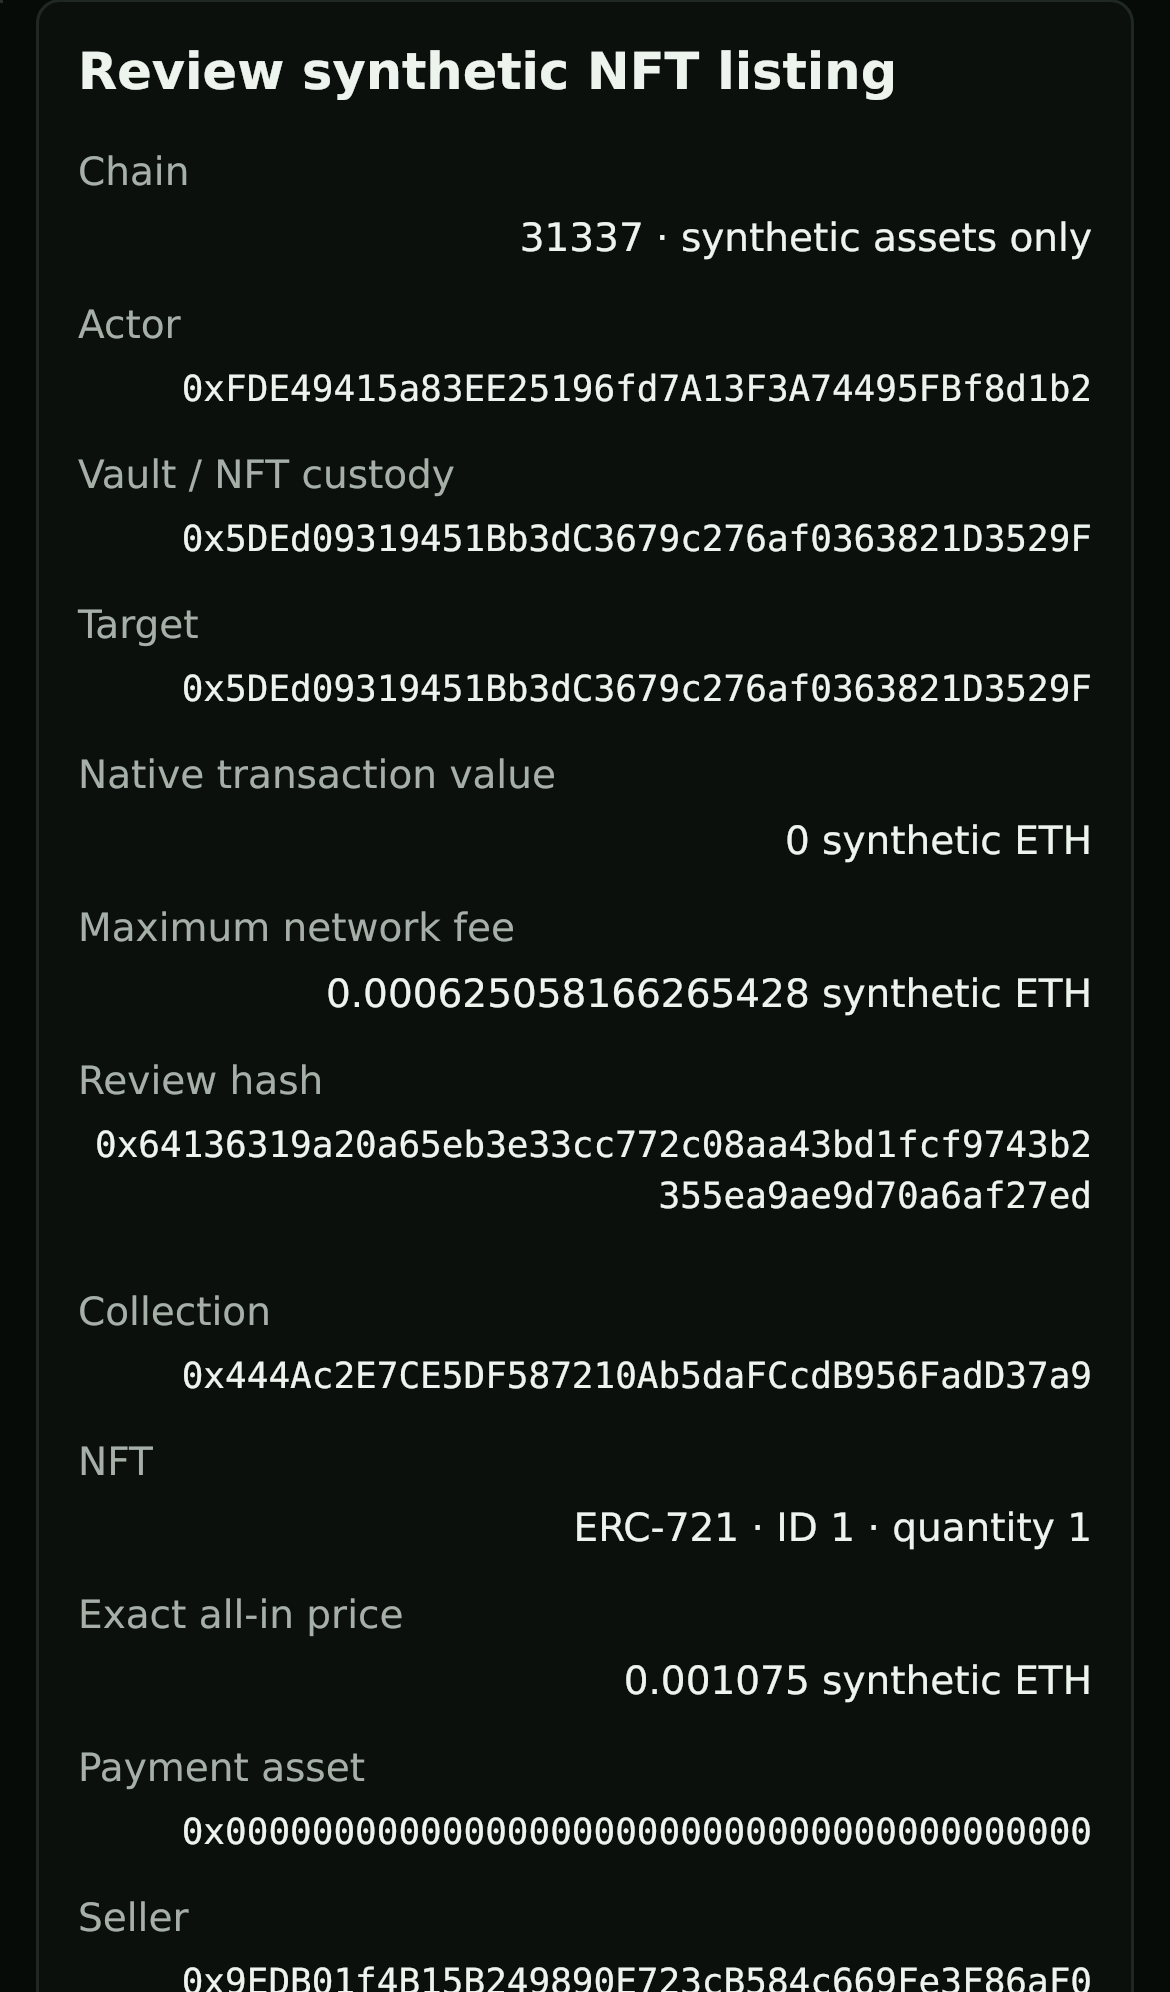 Review synthetic NFT listing
Chain
31337 · synthetic assets only
Actor
0xFDE49415a83EE25196fd7A13F3A74495FBf8d1b2
Vault / NFT custody
0x5DEd09319451Bb3dC3679c276af0363821D3529F
Target
0x5DEd09319451Bb3dC3679c276af0363821D3529F
Native transaction value
0 synthetic ETH
Maximum network fee
0.000625058166265428 synthetic ETH
Review hash
0x64136319a20a65eb3e33cc772c08aa43bd1fcf9743b2
355ea9ae9d70a6af27ed
Collection
0x444Ac2E7CE5DF587210Ab5daFCcdB956FadD37a9
NFT
ERC-721 · ID 1 · quantity 1
Exact all-in price
0.001075 synthetic ETH
Payment asset
0x0000000000000000000000000000000000000000
Seller
0x9EDB01f4B15B249890E723cB584c669Fe3F86aF0